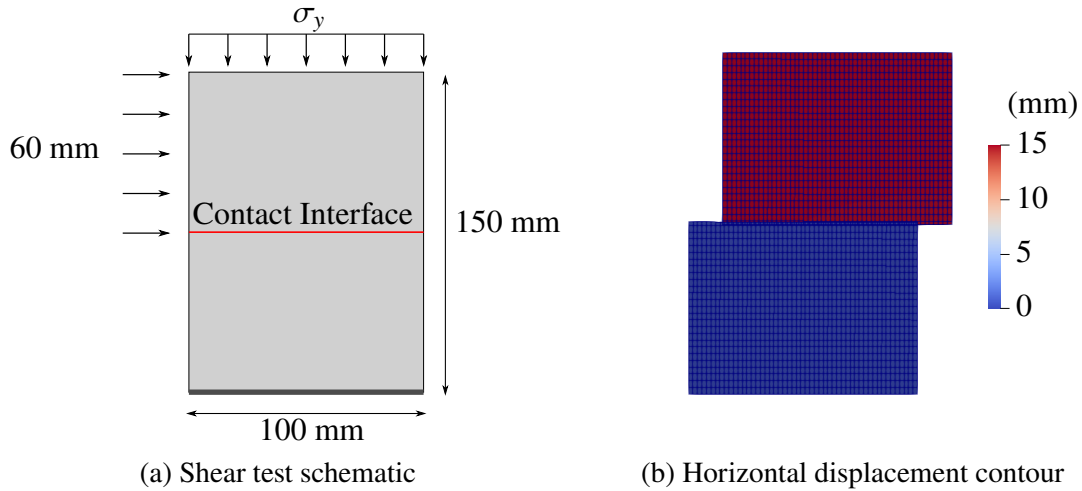 σ_y
60 mm
Contact Interface
150 mm
100 mm
(a) Shear test schematic
(mm)
15
10
5
0
(b) Horizontal displacement contour